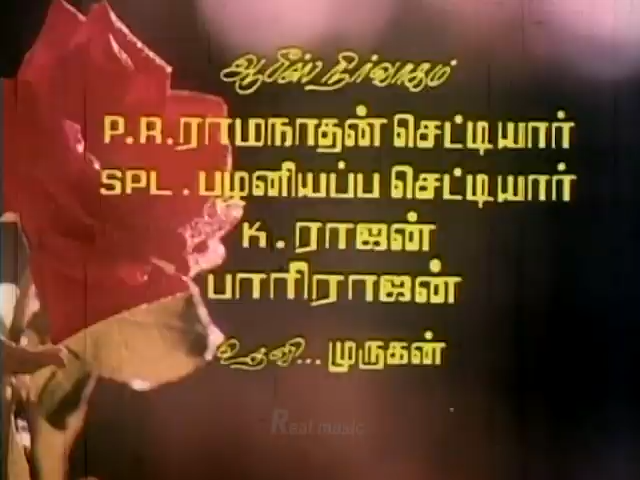 ஆபீஸ் நிர்வாகம்
P.R.ராமநாதன் செட்டியார்
SPL.பழனியப்ப செட்டியார்
K.ராஜன்
பாரிராஜன்
உதவி... முருகன்
Real music